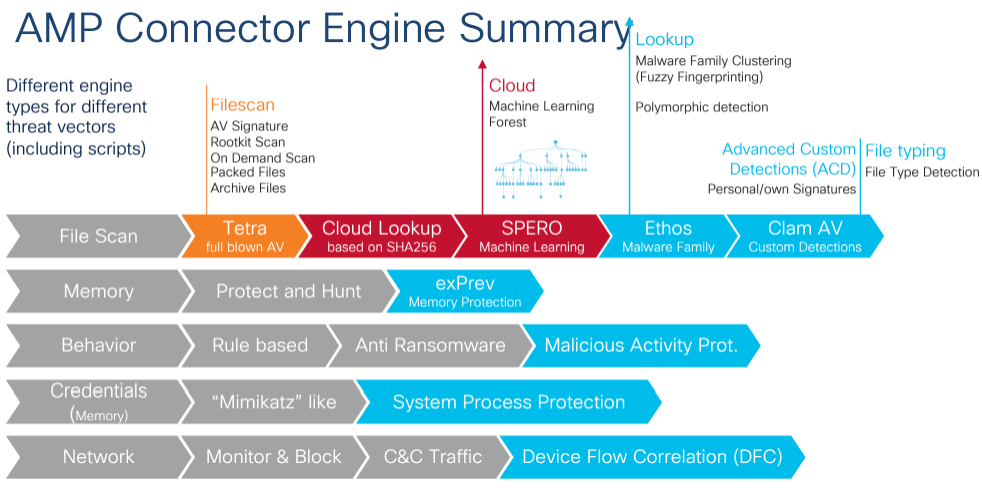 AMP Connector Engine Summary
Different engine
types for different
threat vectors
(including scripts)
Filescan
AV Signature
Rootkit Scan
On Demand Scan
Packed Files
Archive Files
Cloud
Machine Learning
Forest
Lookup
Malware Family Clustering
(Fuzzy Fingerprinting)
Polymorphic detection
Advanced Custom
Detections (ACD)
Personal/own Signatures
File typing
File Type Detection
File Scan
Tetra
full blown AV
Cloud Lookup
based on SHA256
SPERO
Machine Learning
Ethos
Malware Family
Clam AV
Custom Detections
Memory
Protect and Hunt
exPrev
Memory Protection
Behavior
Rule based
Anti Ransomware
Malicious Activity Prot.
Credentials
(Memory)
“Mimikatz” like
System Process Protection
Network
Monitor & Block
C&C Traffic
Device Flow Correlation (DFC)